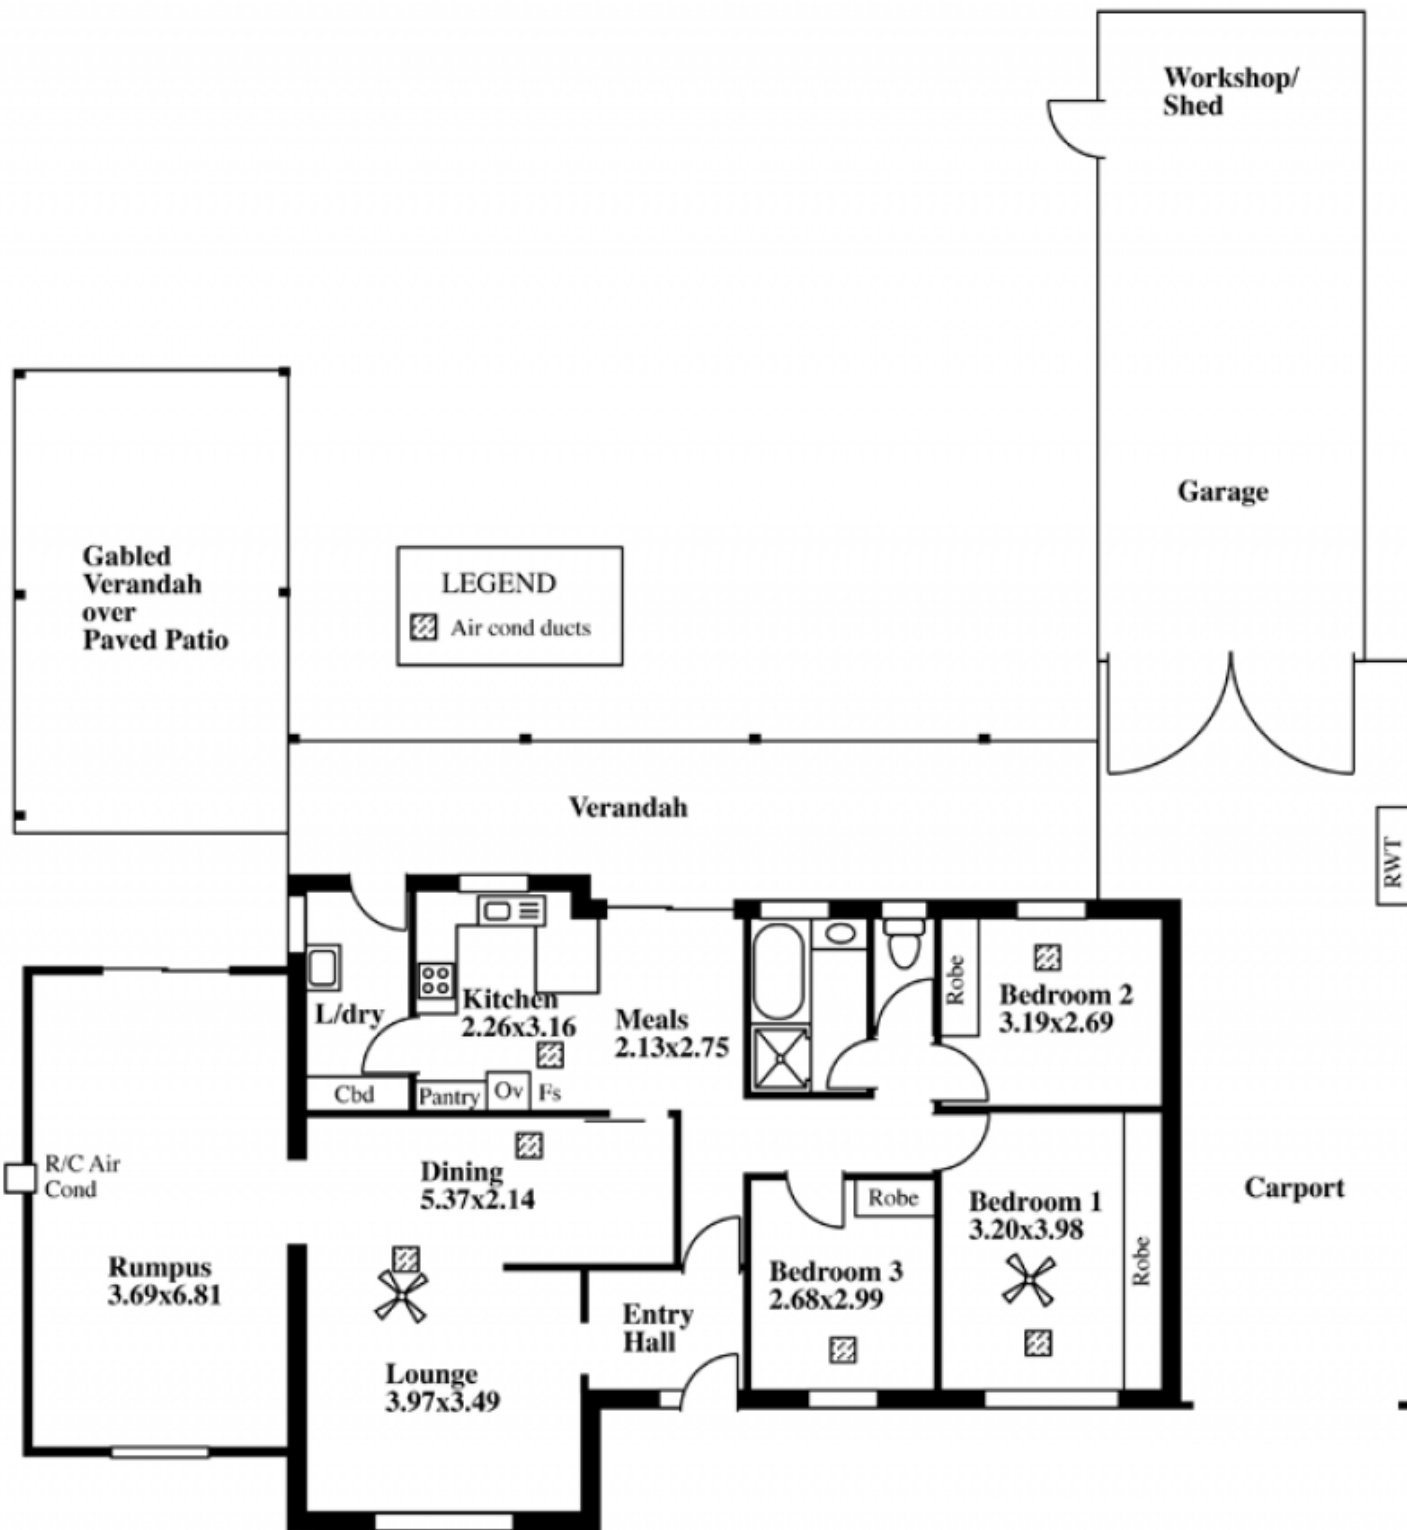 Workshop/
Shed
Garage
Gabled
Verandah
over
Paved Patio
LEGEND
Air cond ducts
Verandah
RWT
L/dry
Kitchen
2.26x3.16
Meals
2.13x2.75
Robe
Bedroom 2
3.19x2.69
Cbd
Pantry
Ov
Fs
R/C Air
Cond
Dining
5.37x2.14
Robe
Bedroom 1
3.20x3.98
Robe
Carport
Rumpus
3.69x6.81
Bedroom 3
2.68x2.99
Entry
Hall
Lounge
3.97x3.49